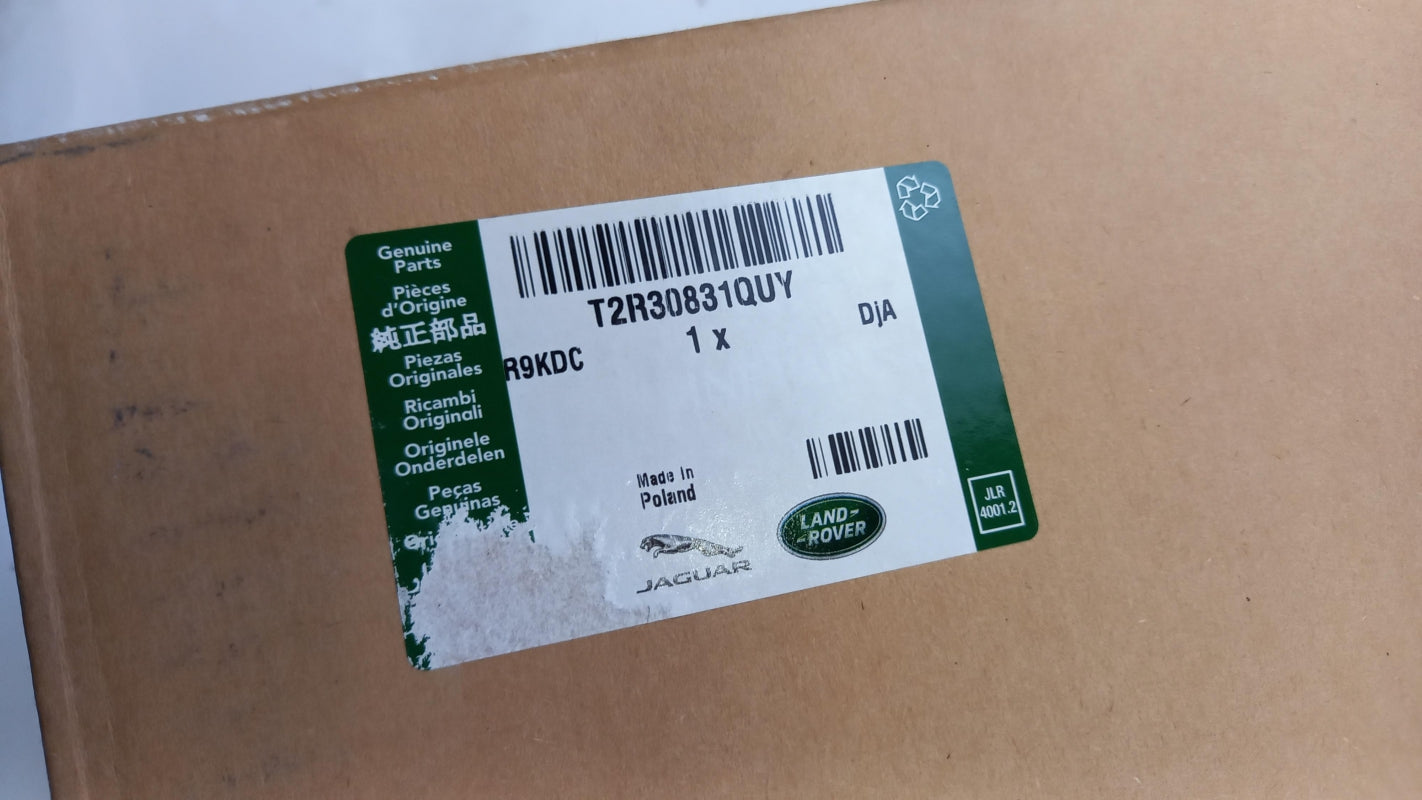 Genuine
Parts
Pièces
d'Origine
純正部品
Piezas
Originales
Ricambi
Originali
Originele
Onderdelen
Peças
Genuínas
T2R30831QUY
1 x
DjA
R9KDC
Made in
Poland
JAGUAR
LAND-
-ROVER
JLR
4001.2